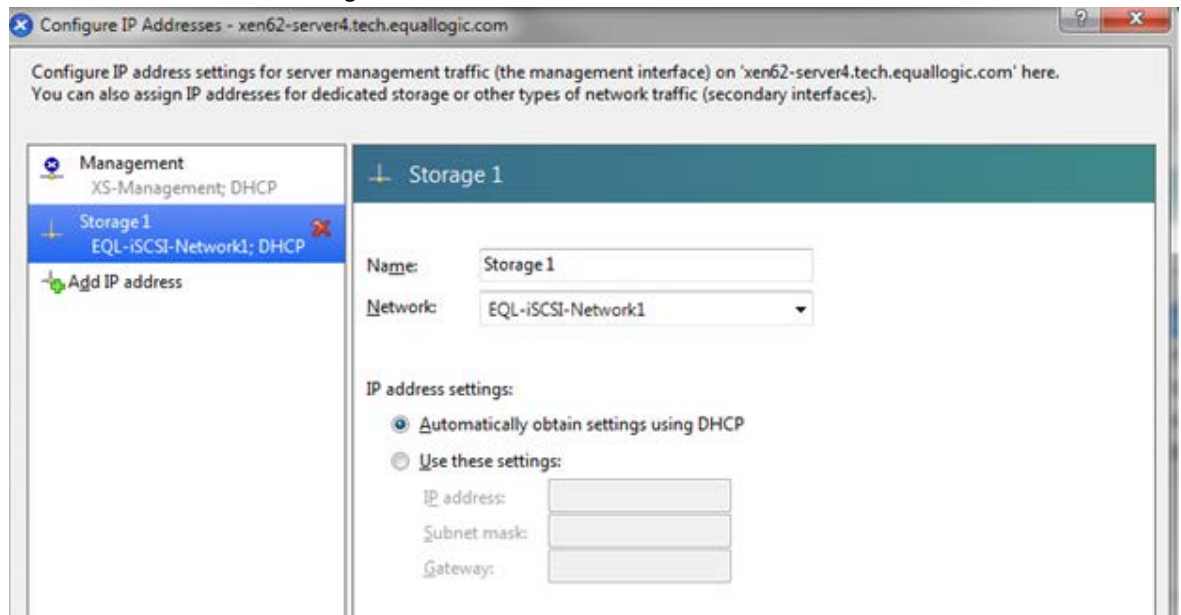 Configure IP Addresses - xen62-server4.tech.equallogic.com
Configure IP address settings for server management traffic (the management interface) on 'xen62-server4.tech.equallogic.com' here.
You can also assign IP addresses for dedicated storage or other types of network traffic (secondary interfaces).
Management
XS-Management; DHCP
Storage 1
EQL-iSCSI-Network1; DHCP
Add IP address
Storage 1
Name: Storage 1
Network: EQL-iSCSI-Network1
IP address settings:
Automatically obtain settings using DHCP
Use these settings:
IP address:
Subnet mask:
Gateway: